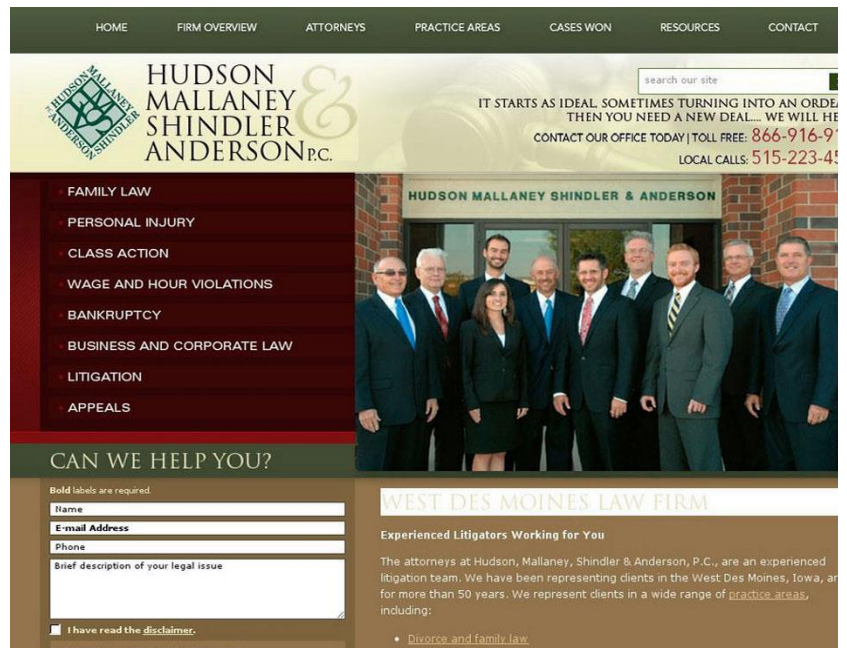 HOME FIRM OVERVIEW ATTORNEYS PRACTICE AREAS CASES WON RESOURCES CONTACT
HUDSON
MALLANEY
SHINDLER
ANDERSON P.C.
&
HUDSON
MALLANEY
SHINDLER
ANDERSON
P.C.
search our site
IT STARTS AS IDEAL, SOMETIMES TURNING INTO AN ORDEA
THEN YOU NEED A NEW DEAL.... WE WILL HE
CONTACT OUR OFFICE TODAY | TOLL FREE: 866-916-91
LOCAL CALLS: 515-223-45
FAMILY LAW
PERSONAL INJURY
CLASS ACTION
WAGE AND HOUR VIOLATIONS
BANKRUPTCY
BUSINESS AND CORPORATE LAW
LITIGATION
APPEALS
HUDSON MALLANEY SHINDLER & ANDERSON
CAN WE HELP YOU?
Bold labels are required.
Name
E-mail Address
Phone
Brief description of your legal issue
I have read the disclaimer.
WEST DES MOINES LAW FIRM
Experienced Litigators Working for You
The attorneys at Hudson, Mallaney, Shindler & Anderson, P.C., are an experienced
litigation team. We have been representing clients in the West Des Moines, Iowa, ar
for more than 50 years. We represent clients in a wide range of practice areas,
including:
• Divorce and family law